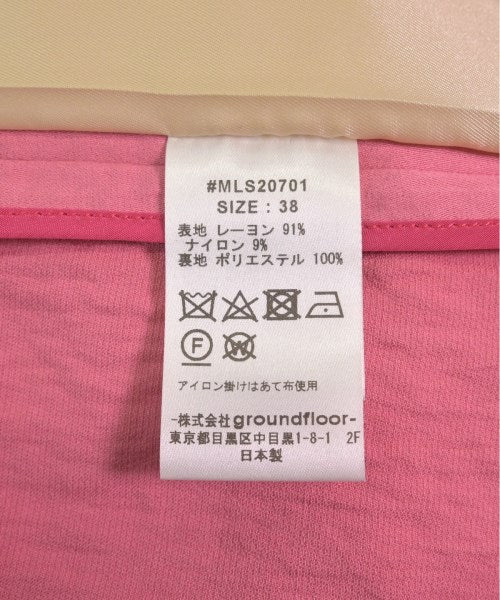 #MLS20701
SIZE : 38
表地 レーヨン 91%
ナイロン 9%
裏地 ポリエステル 100%
F W
アイロン掛けはあて布使用
-株式会社groundfloor-
東京都目黒区中目黒1-8-1 2F
日本製